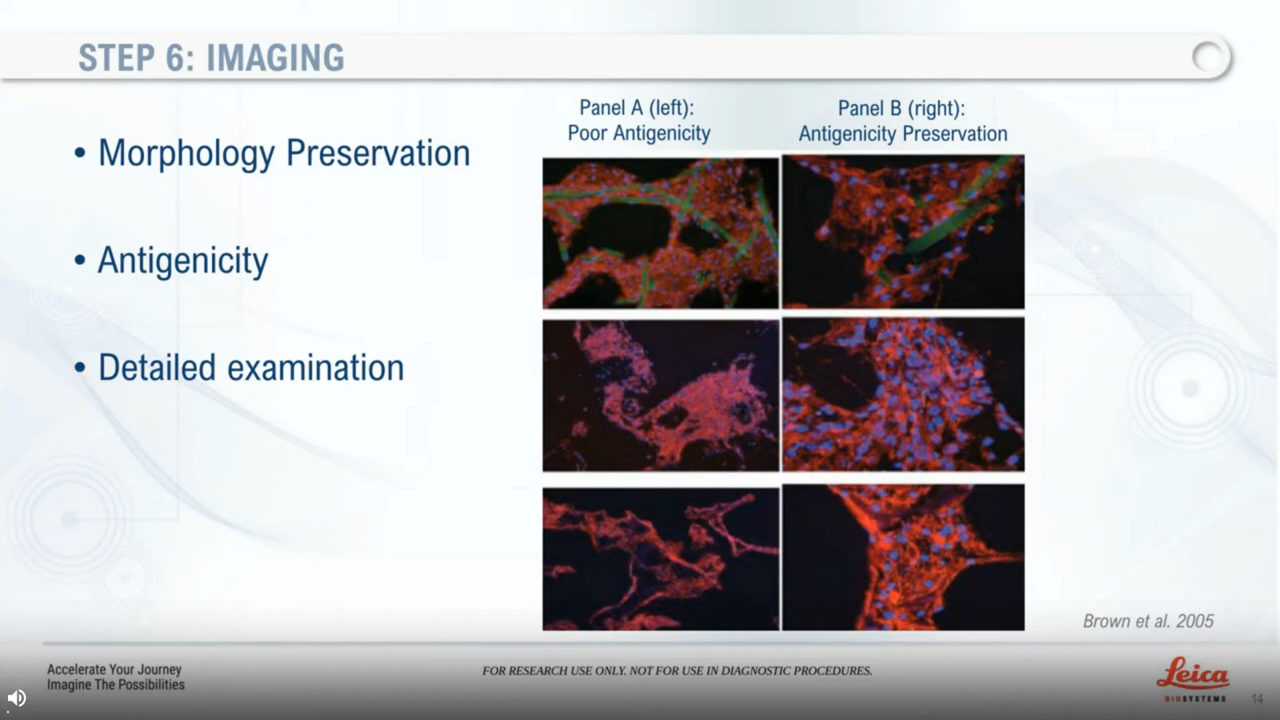 STEP 6: IMAGING
• Morphology Preservation
• Antigenicity
• Detailed examination
Panel A (left):
Poor Antigenicity
Panel B (right):
Antigenicity Preservation
Brown et al. 2005
Accelerate Your Journey
Imagine The Possibilities
FOR RESEARCH USE ONLY. NOT FOR USE IN DIAGNOSTIC PROCEDURES.
Leica
BIOSYSTEMS
14